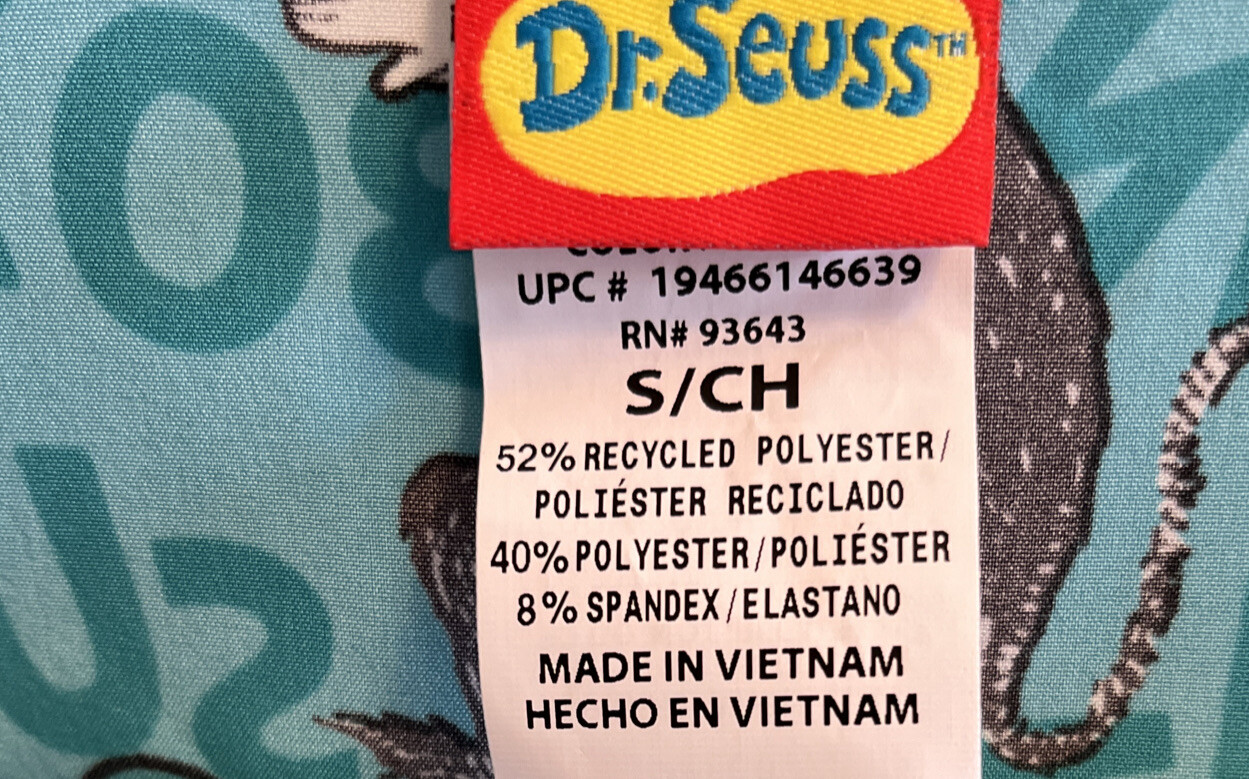 Dr. Seuss™
UPC # 19466146639
RN# 93643
S/CH
52% RECYCLED POLYESTER/
POLIÉSTER RECICLADO
40% POLYESTER/POLIÉSTER
8% SPANDEX/ELASTANO
MADE IN VIETNAM
HECHO EN VIETNAM